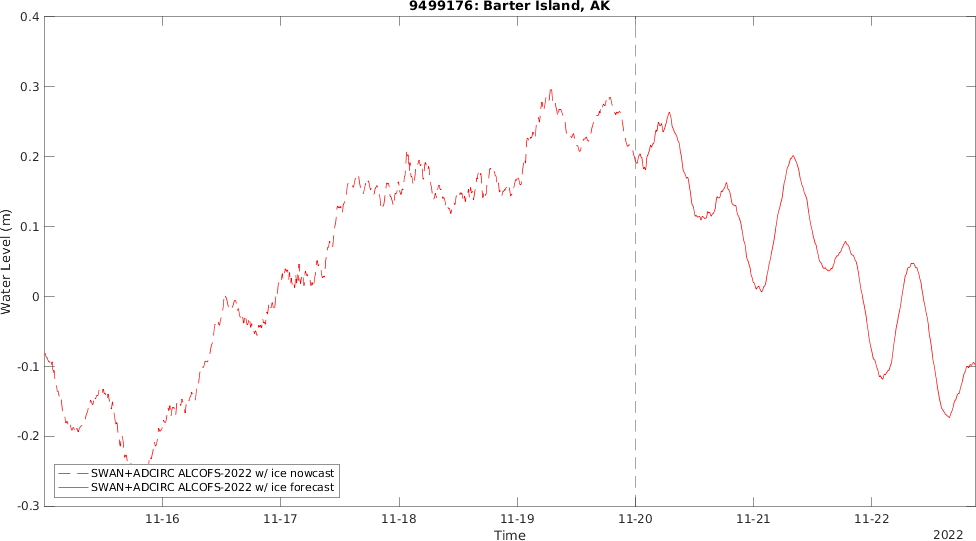 9499176: Barter Island, AK
0.4
0.3
0.2
0.1
0
-0.1
-0.2
-0.3
Water Level (m)
SWAN+ADCIRC ALCOFS-2022 w/ ice nowcast
SWAN+ADCIRC ALCOFS-2022 w/ ice forecast
11-16 11-17 11-18 11-19 11-20 11-21 11-22
Time
2022